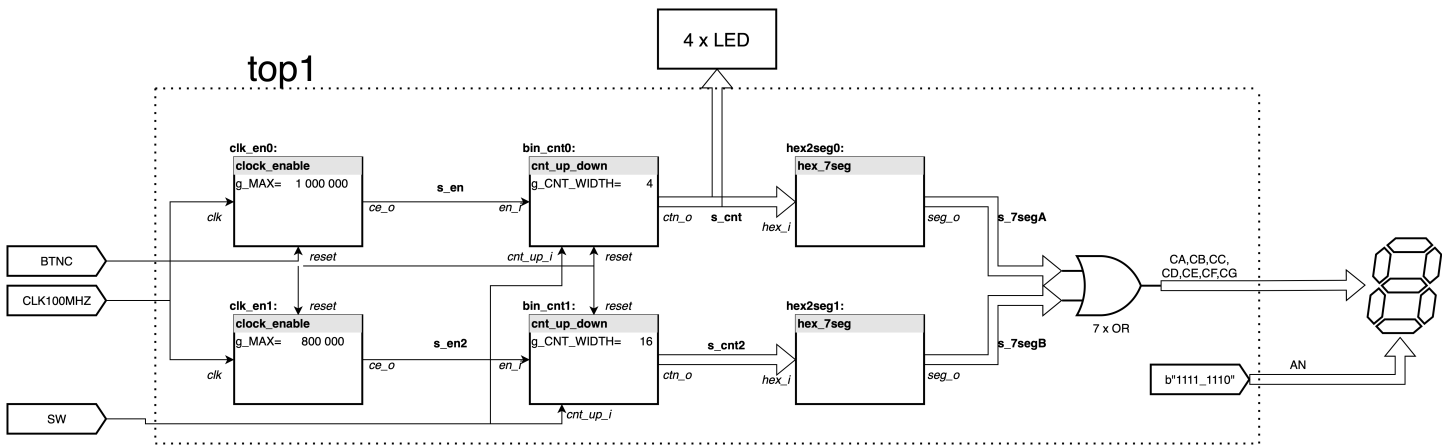 4 x LED
top1
clk_en0:
clock_enable
g_MAX= 1 000 000
clk
ce_o
reset
s_en
bin_cnt0:
cnt_up_down
g_CNT_WIDTH= 4
en_i
ctn_o
cnt_up_i
reset
s_cnt
hex2seg0:
hex_7seg
hex_i
seg_o
s_7segA
BTNC
CLK100MHZ
clk_en1:
reset
clock_enable
g_MAX= 800 000
clk
ce_o
s_en2
bin_cnt1:
reset
cnt_up_down
g_CNT_WIDTH= 16
en_i
ctn_o
cnt_up_i
s_cnt2
hex2seg1:
hex_7seg
hex_i
seg_o
s_7segB
7 x OR
CA,CB,CC,
CD,CE,CF,CG
b"1111_1110"
AN
SW